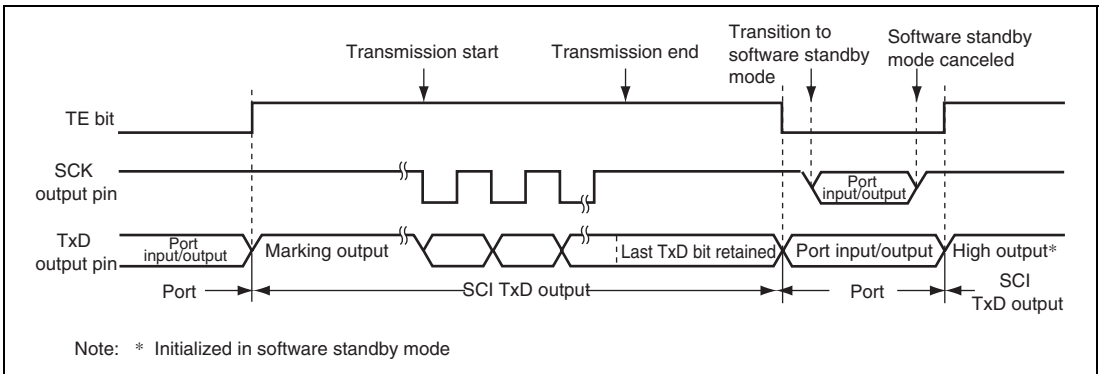 Transmission start
Transmission end
Transition to
software standby
mode
Software standby
mode canceled
TE bit
SCK
output pin
Port
input/output
TxD
output pin
Port
input/output
Marking output
Last TxD bit retained
Port input/output
High output*
Port
SCI TxD output
Port
SCI
TxD output
Note: * Initialized in software standby mode